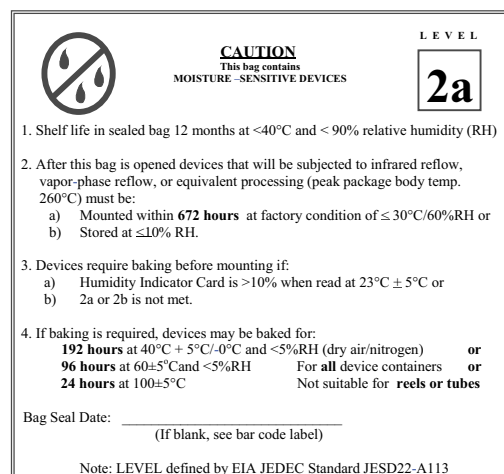 LEVEL
CAUTION
This bag contains
MOISTURE –SENSITIVE DEVICES
2a
1. Shelf life in sealed bag 12 months at <40°C and < 90% relative humidity (RH)
2. After this bag is opened devices that will be subjected to infrared reflow,
vapor-phase reflow, or equivalent processing (peak package body temp.
260°C) must be:
a) Mounted within 672 hours at factory condition of ≤ 30°C/60%RH or
b) Stored at ≤10% RH.
3. Devices require baking before mounting if:
a) Humidity Indicator Card is >10% when read at 23°C ± 5°C or
b) 2a or 2b is not met.
4. If baking is required, devices may be baked for:
192 hours at 40°C + 5°C/-0°C and <5%RH (dry air/nitrogen) or
96 hours at 60±5°Cand <5%RH For all device containers or
24 hours at 100±5°C Not suitable for reels or tubes
Bag Seal Date: ____________________
(If blank, see bar code label)
Note: LEVEL defined by EIA JEDEC Standard JESD22-A113